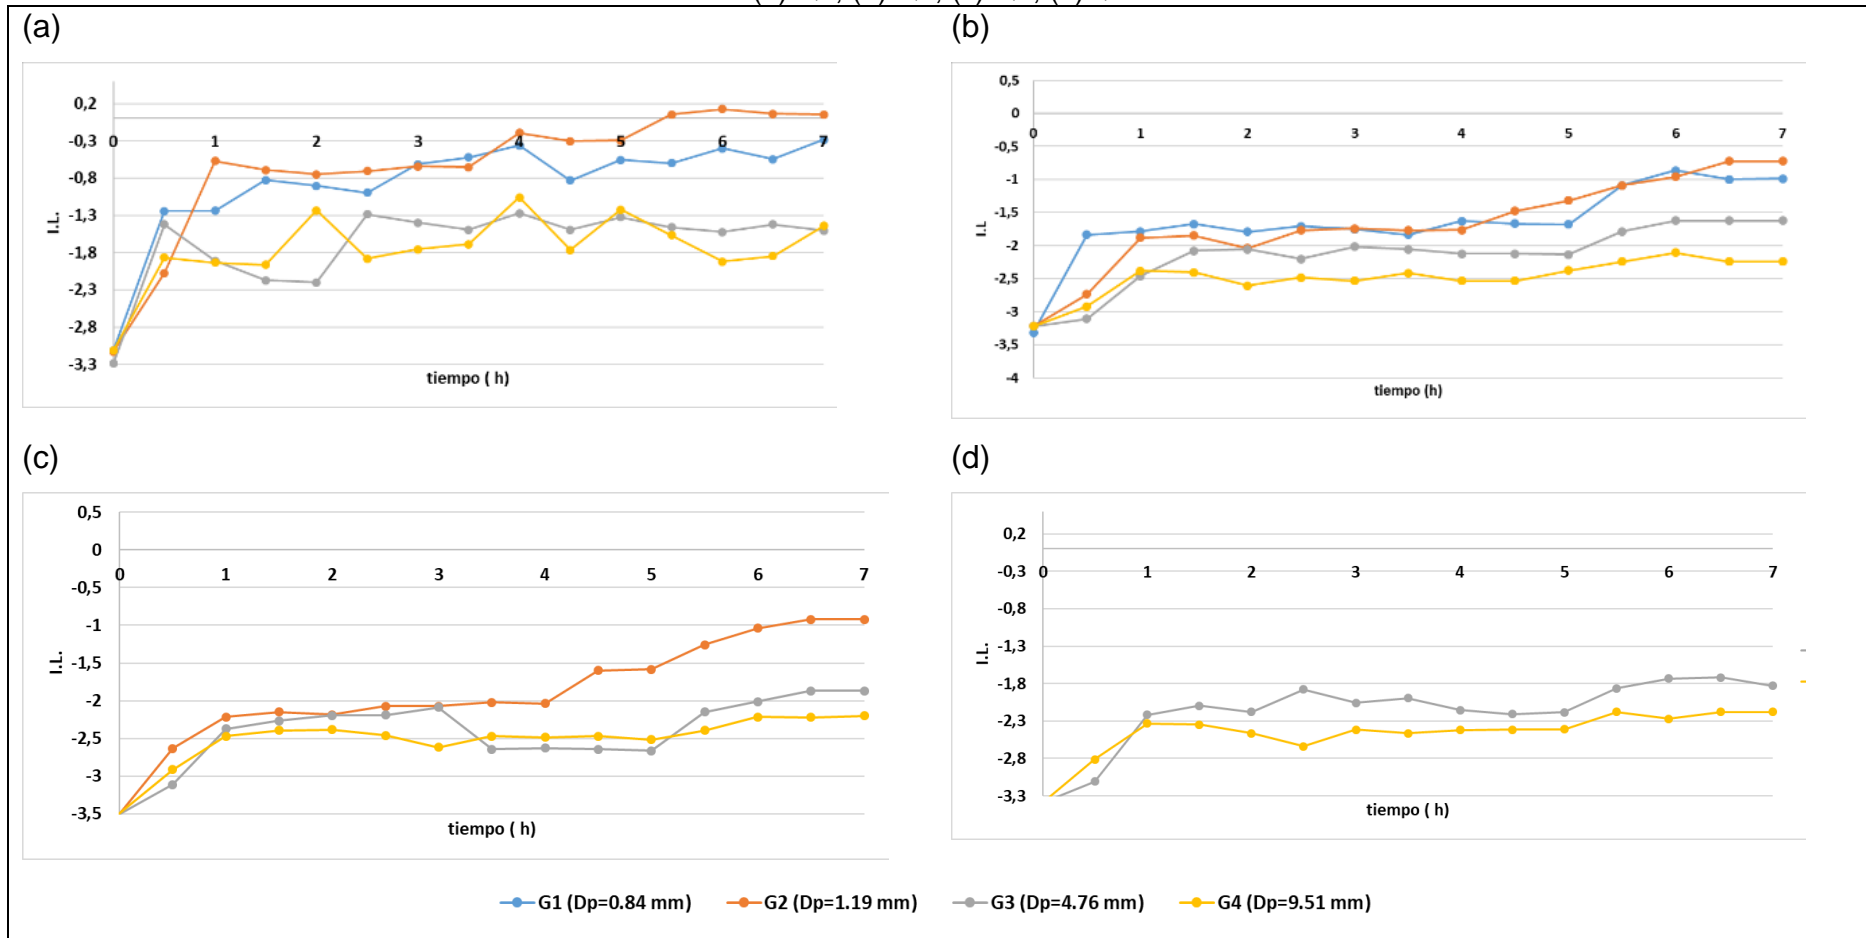 (a)
(b)
0,2
-0,3
-0,8
-1,3
-1,8
-2,3
-2,8
-3,3
0 1 2 3 4 5 6 7
I.L.
tiempo ( h)
0,5
0
-0,5
-1
-1,5
-2
-2,5
-3
-3,5
-4
0 1 2 3 4 5 6 7
I.L
tiempo (h)
(c)
(d)
0,5
0
-0,5
-1
-1,5
-2
-2,5
-3
-3,5
0 1 2 3 4 5 6 7
I.L.
tiempo ( h)
0,2
-0,3
-0,8
-1,3
-1,8
-2,3
-2,8
-3,3
0 1 2 3 4 5 6 7
I.L.
tiempo ( h)
G1 (Dp=0.84 mm) G2 (Dp=1.19 mm) G3 (Dp=4.76 mm) G4 (Dp=9.51 mm)